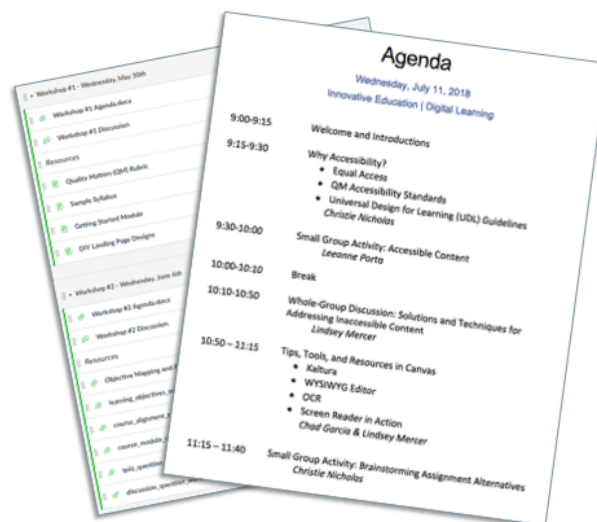 Workshop #1 - Wednesday, May 30th
Workshop #1 Agenda.docx
Workshop #1 Discussion
Resources
Quality Matters (QM) Rubric
Sample Syllabus
Getting Started Module
DIY Landing Page Designs
Workshop #2 - Wednesday, June 6th
Workshop #2 Agenda.docx
Workshop #2 Discussion
Resources
Objective Mapping and
learning_objectives
course_alignment
course_module
discussion_question
Agenda
Wednesday, July 11, 2018
Innovative Education | Digital Learning
9:00-9:15 Welcome and Introductions
9:15-9:30 Why Accessibility?
• Equal Access
• QM Accessibility Standards
• Universal Design for Learning (UDL) Guidelines
Christie Nicholas
9:30-10:00 Small Group Activity: Accessible Content
Leeanne Porta
10:00-10:10 Break
10:10-10:50 Whole-Group Discussion: Solutions and Techniques for
Addressing Inaccessible Content
Lindsey Mercer
10:50 – 11:15 Tips, Tools, and Resources in Canvas
• Kaltura
• WYSIWYG Editor
• OCR
• Screen Reader in Action
Chad Garcia & Lindsey Mercer
11:15 – 11:40 Small Group Activity: Brainstorming Assignment Alternatives
Christie Nicholas